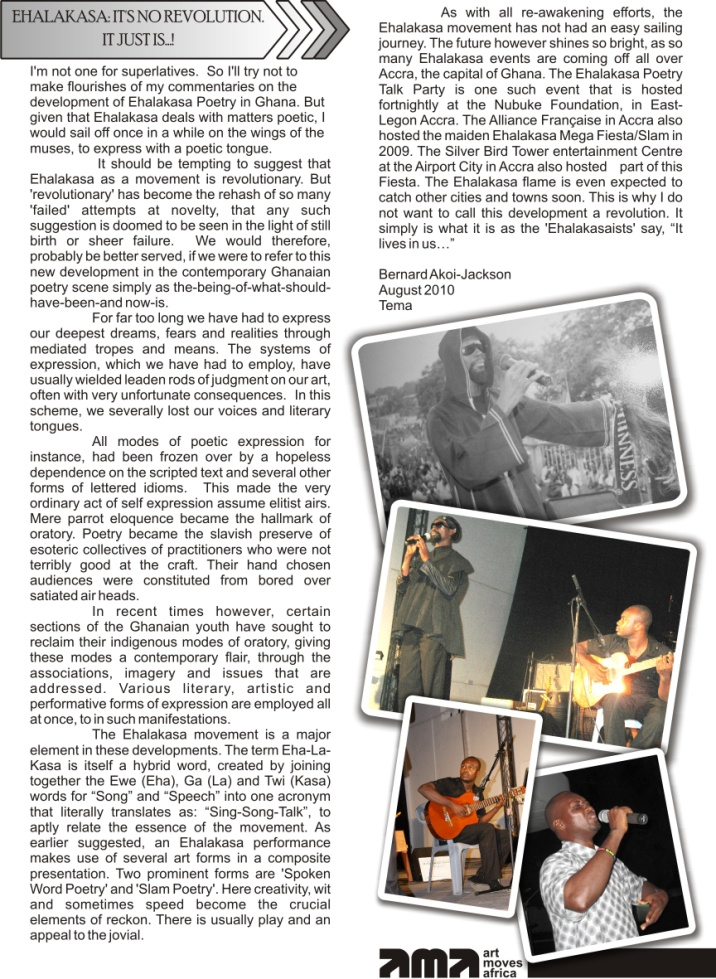 EHALAKASA: IT'S NO REVOLUTION.
IT JUST IS...!
I'm not one for superlatives. So I'll try not to
make flourishes of my commentaries on the
development of Ehalakasa Poetry in Ghana. But
given that Ehalakasa deals with matters poetic, I
would sail off once in a while on the wings of the
muses, to express with a poetic tongue.
It should be tempting to suggest that
Ehalakasa as a movement is revolutionary. But
'revolutionary' has become the rehash of so many
'failed' attempts at novelty, that any such
suggestion is doomed to be seen in the light of still
birth or sheer failure. We would therefore,
probably be better served, if we were to refer to this
new development in the contemporary Ghanaian
poetry scene simply as the-being-of-what-should-
have-been-and now-is.
For far too long we have had to express
our deepest dreams, fears and realities through
mediated tropes and means. The systems of
expression, which we have had to employ, have
usually wielded leaden rods of judgment on our art,
often with very unfortunate consequences. In this
scheme, we severally lost our voices and literary
tongues.
All modes of poetic expression for
instance, had been frozen over by a hopeless
dependence on the scripted text and several other
forms of lettered idioms. This made the very
ordinary act of self expression assume elitist airs.
Mere parrot eloquence became the hallmark of
oratory. Poetry became the slavish preserve of
esoteric collectives of practitioners who were not
terribly good at the craft. Their hand chosen
audiences were constituted from bored over
satiated air heads.
In recent times however, certain
sections of the Ghanaian youth have sought to
reclaim their indigenous modes of oratory, giving
these modes a contemporary flair, through the
associations, imagery and issues that are
addressed. Various literary, artistic and
performative forms of expression are employed all
at once, to in such manifestations.
The Ehalakasa movement is a major
element in these developments. The term Eha-La-
Kasa is itself a hybrid word, created by joining
together the Ewe (Eha), Ga (La) and Twi (Kasa)
words for “Song” and “Speech” into one acronym
that literally translates as: “Sing-Song-Talk”, to
aptly relate the essence of the movement. As
earlier suggested, an Ehalakasa performance
makes use of several art forms in a composite
presentation. Two prominent forms are 'Spoken
Word Poetry' and 'Slam Poetry'. Here creativity, wit
and sometimes speed become the crucial
elements of reckon. There is usually play and an
appeal to the jovial.
As with all re-awakening efforts, the
Ehalakasa movement has not had an easy sailing
journey. The future however shines so bright, as so
many Ehalakasa events are coming off all over
Accra, the capital of Ghana. The Ehalakasa Poetry
Talk Party is one such event that is hosted
fortnightly at the Nubuke Foundation, in East-
Legon Accra. The Alliance Française in Accra also
hosted the maiden Ehalakasa Mega Fiesta/Slam in
2009. The Silver Bird Tower entertainment Centre
at the Airport City in Accra also hosted part of this
Fiesta. The Ehalakasa flame is even expected to
catch other cities and towns soon. This is why I do
not want to call this development a revolution. It
simply is what it is as the 'Ehalakasaists' say, “It
lives in us…”
Bernard Akoi-Jackson
August 2010
Tema
GUINNESS
ama
art
moves
africa